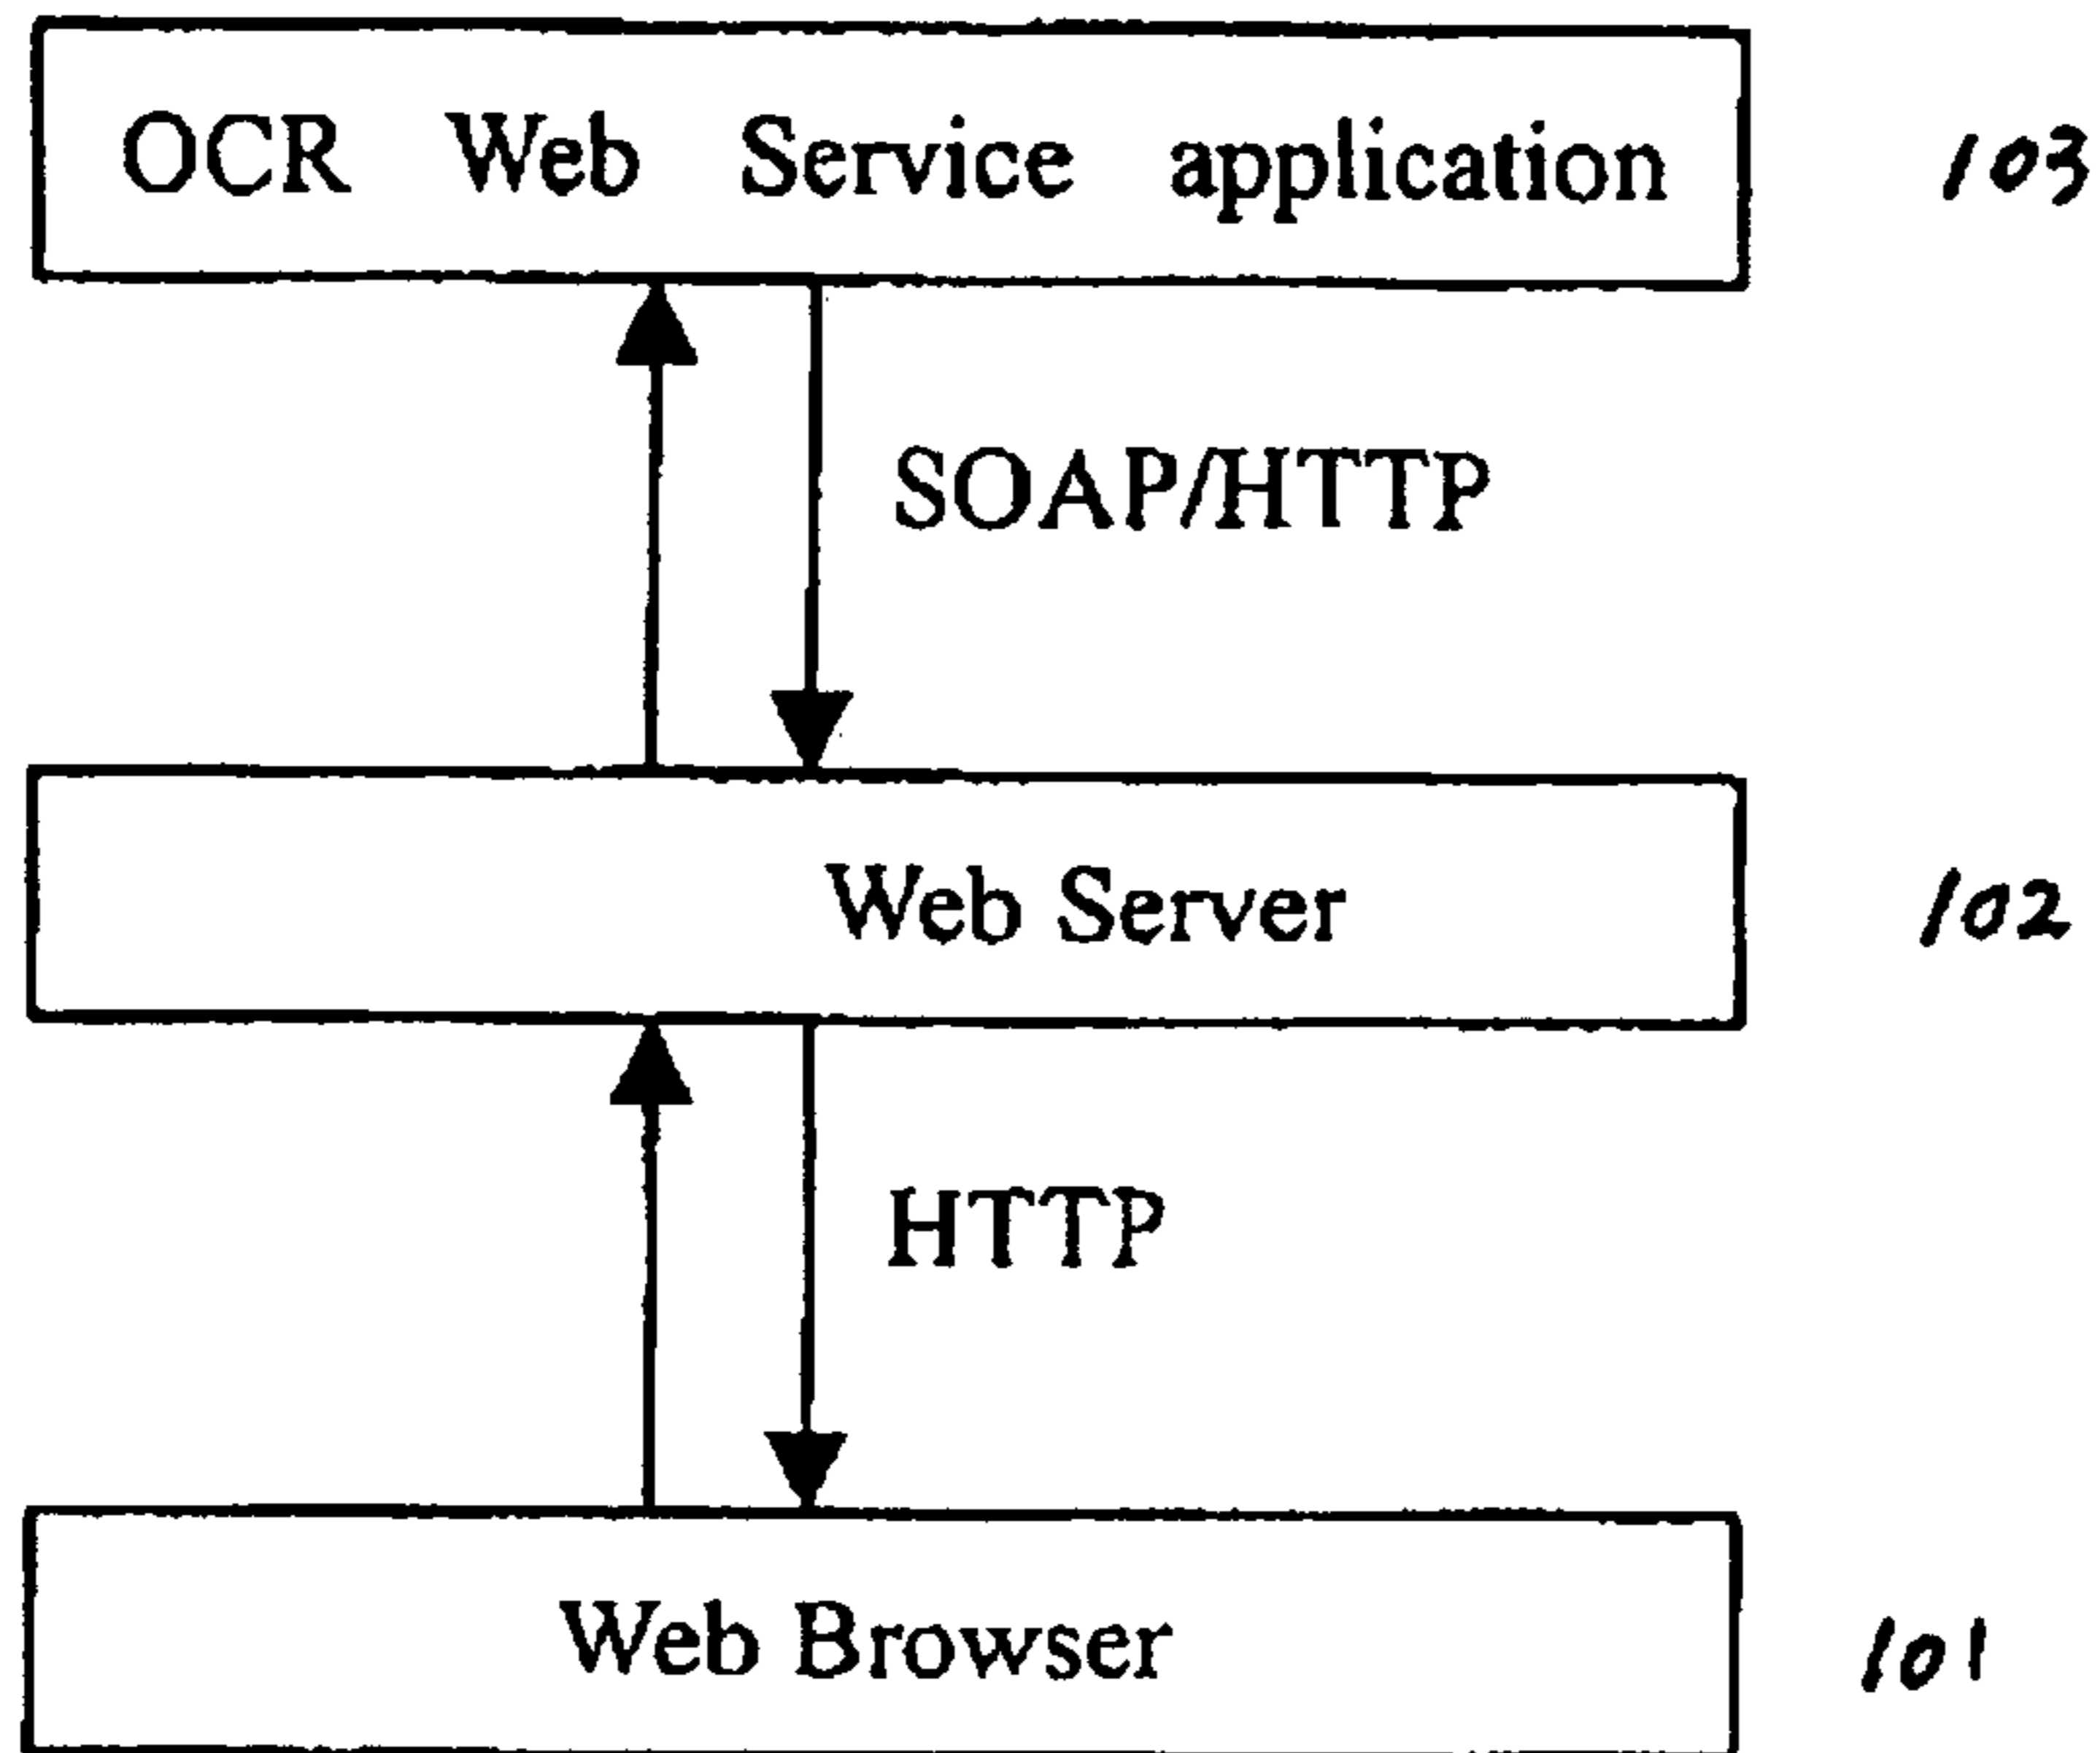 OCR Web Service application 103
SOAP/HTTP
Web Server 102
HTTP
Web Browser 101